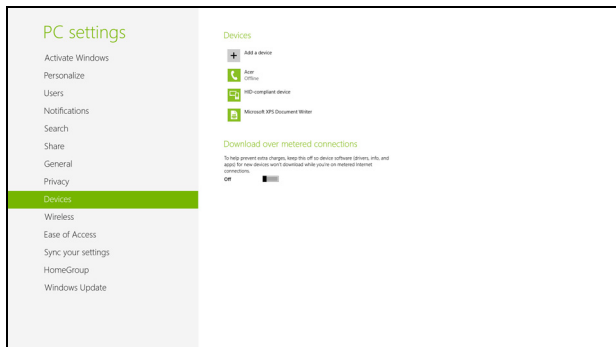 PC settings
Activate Windows
Personalize
Users
Notifications
Search
Share
General
Privacy
Devices
Wireless
Ease of Access
Sync your settings
HomeGroup
Windows Update
Devices
Add a device
Acer
Offline
HID-compliant device
Microsoft XPS Document Writer
Download over metered connections
To help prevent extra charges, keep this off so device software (drivers, info, and
apps) for new devices won't download while you're on metered Internet
connections.
Off